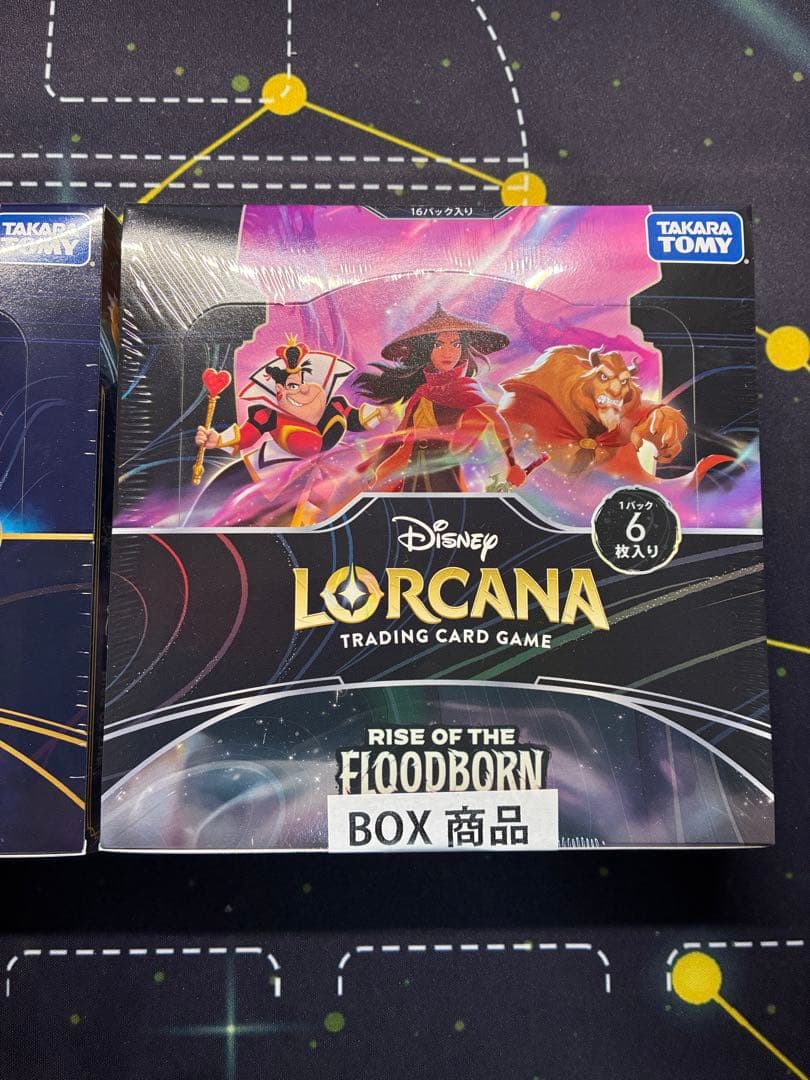 TAKARA
TOMY
16パック入り
TAKARA
TOMY
1パック
6
枚入り
Disney
LORCANA
TRADING CARD GAME
RISE OF THE
FLOODBORN
BOX 商品